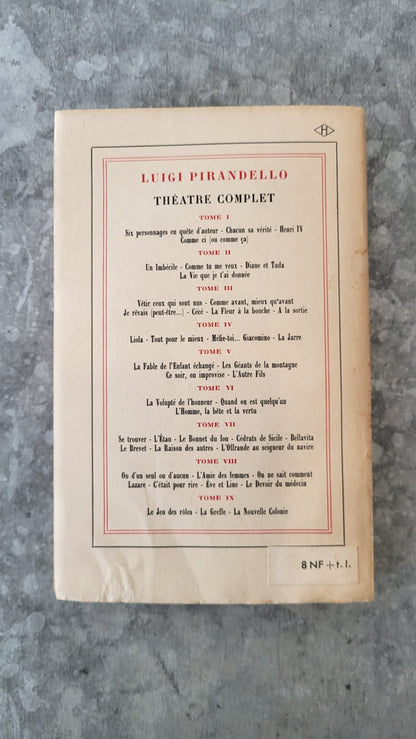 H
LUIGI PIRANDELLO
THÉATRE COMPLET
TOME I
Six personnages en quête d'auteur - Chacun sa vérité - Henri IV
Comme ci (ou comme ça)
TOME II
Un Imbécile - Comme tu me veux - Diane et Tuda
La Vie que je t'ai donnée
TOME III
Vêtir ceux qui sont nus - Comme avant, mieux qu'avant
Je rêvais (peut-être...) - Cécé - La Fleur à la bouche - A la sortie
TOME IV
Liola - Tout pour le mieux - Méfie-toi... Giacomino - La Jarre
TOME V
La Fable de l'Enfant échangé - Les Géants de la montagne
Ce soir, on improvise - L'Autre Fils
TOME VI
La Volupté de l'honneur - Quand on est quelqu'un
L'Homme, la bête et la vertu
TOME VII
Se trouver - L'Étau - Le Bonnet du fou - Cédrats de Sicile - Bellavita
Le Brevet - La Raison des autres - L'Offrande au seigneur du navire
TOME VIII
Ou d'un seul ou d'aucun - L'Amie des femmes - On ne sait comment
Lazare - C'était pour rire - Ève et Line - Le Devoir du médecin
TOME IX
Le Jeu des rôles - La Greffe - La Nouvelle Colonie
8 NF + t. l.